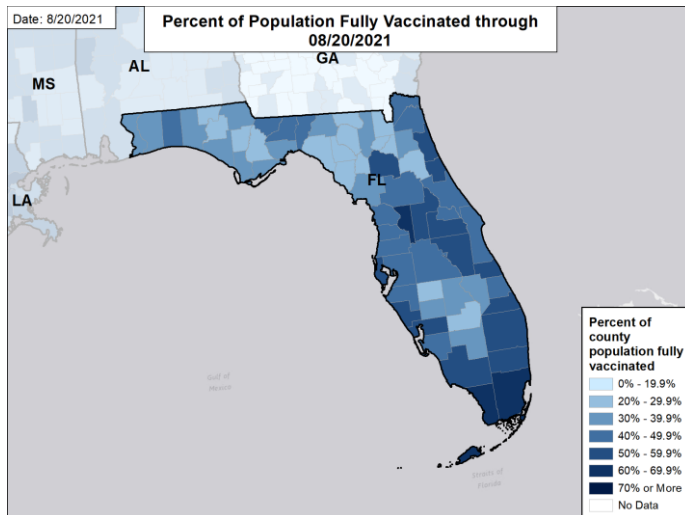 Date: 8/20/2021
Percent of Population Fully Vaccinated through
08/20/2021
MS
AL
GA
LA
FL
Gulf of
Mexico
Straits of
Florida
Percent of
county
population fully
vaccinated
0% - 19.9%
20% - 29.9%
30% - 39.9%
40% - 49.9%
50% - 59.9%
60% - 69.9%
70% or More
No Data